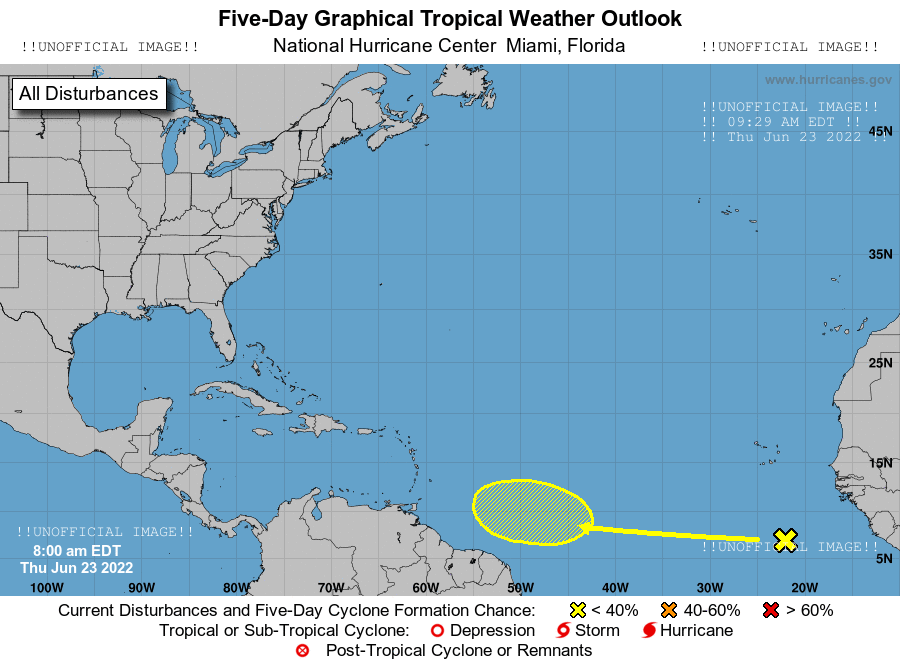 Five-Day Graphical Tropical Weather Outlook
!!UNOFFICIAL IMAGE!! National Hurricane Center Miami, Florida !!UNOFFICIAL IMAGE!!
www.hurricanes.gov
All Disturbances
!!UNOFFICIAL IMAGE!!
!! 09:29 AM EDT !!
!! Thu Jun 23 2022 !!
45N
35N
25N
15N
!!UNOFFICIAL IMAGE!!
!!UNOFFICIAL IMAGE!!
8:00 am EDT
5N
Thu Jun 23 2022
100W 90W 80W 70W 60W 50W 40W 30W 20W
Current Disturbances and Five-Day Cyclone Formation Chance: < 40% 40-60% > 60%
Tropical or Sub-Tropical Cyclone: Depression Storm Hurricane
Post-Tropical Cyclone or Remnants